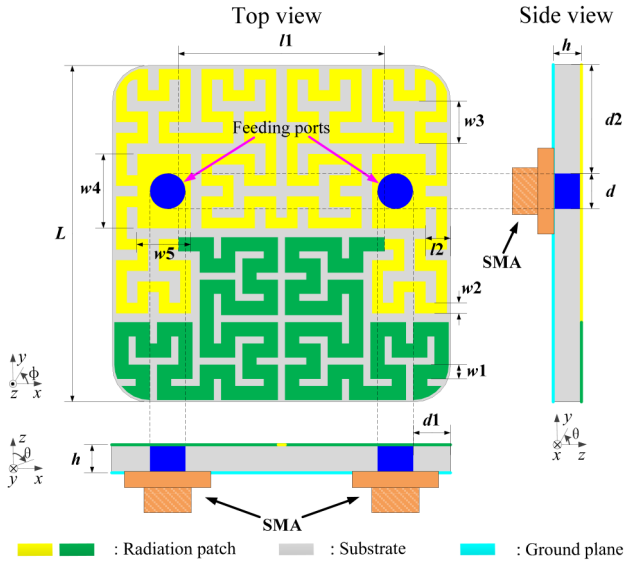 Top view
Side view
l1
h
w3
d2
Feeding ports
w4
d
L
l2
w5
SMA
w2
w1
y
ϕ
z
x
d1
z
θ
y
x
h
y
θ
x
z
SMA
: Radiation patch
: Substrate
: Ground plane